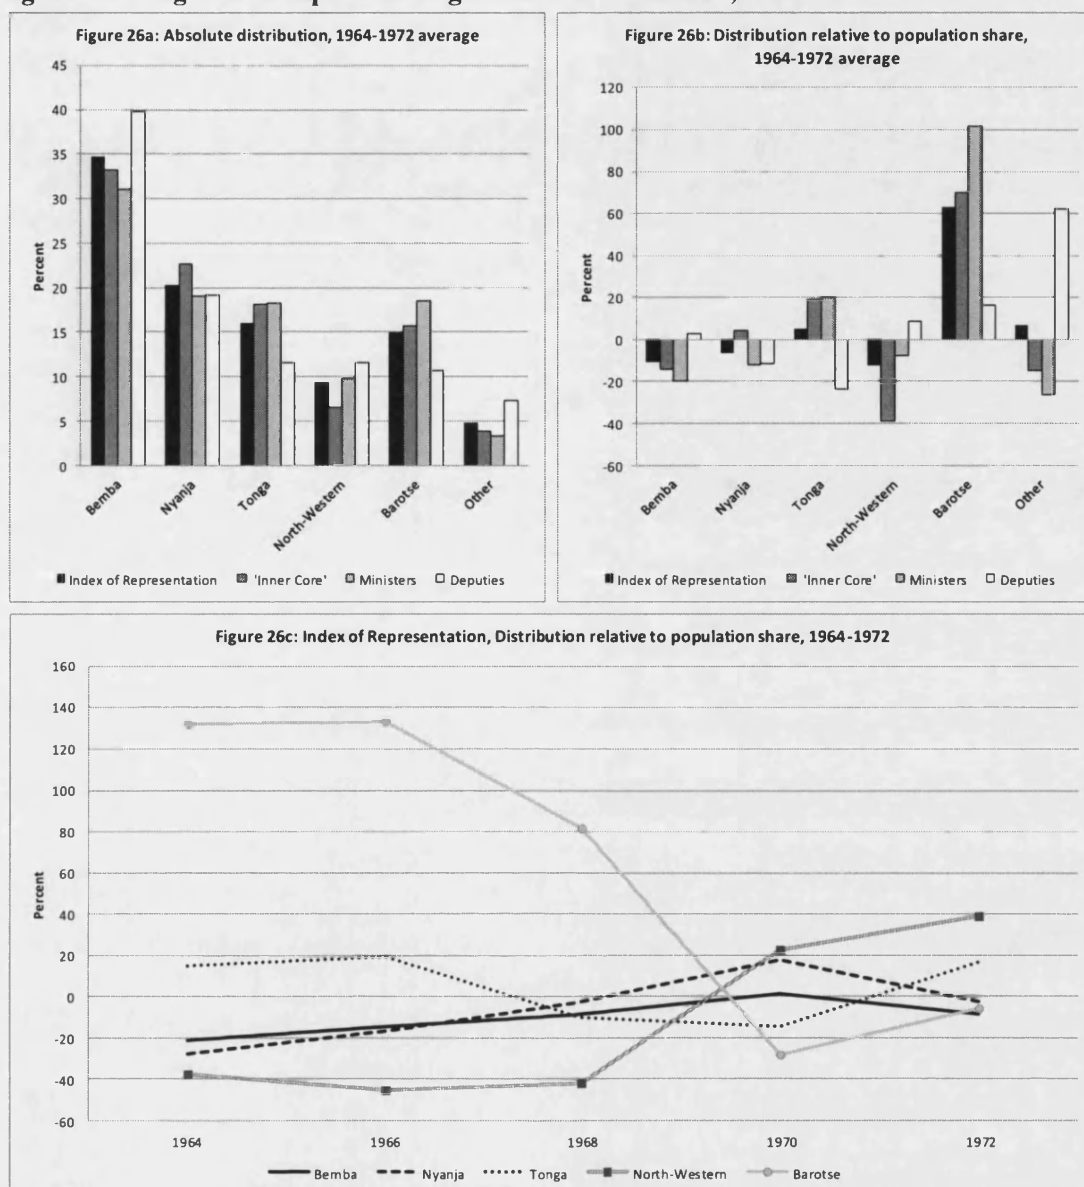 Figure 26a: Absolute distribution, 1964-1972 average
45
40
35
30
25
20
15
10
5
0
Percent
Bemba
Nyanja
Tonga
North-Western
Barotse
Other
Index of Representation 'Inner Core' Ministers Deputies
Figure 26b: Distribution relative to population share,
1964-1972 average
120
100
80
60
40
20
0
-20
-40
-60
Percent
Bemba
Nyanja
Tonga
North-Western
Barotse
Other
Index of Representation 'Inner Core' Ministers Deputies
Figure 26c: Index of Representation, Distribution relative to population share, 1964-1972
160
140
120
100
80
60
40
20
0
-20
-40
-60
Percent
1964 1966 1968 1970 1972
Bemba Nyanja Tonga North-Western Barotse